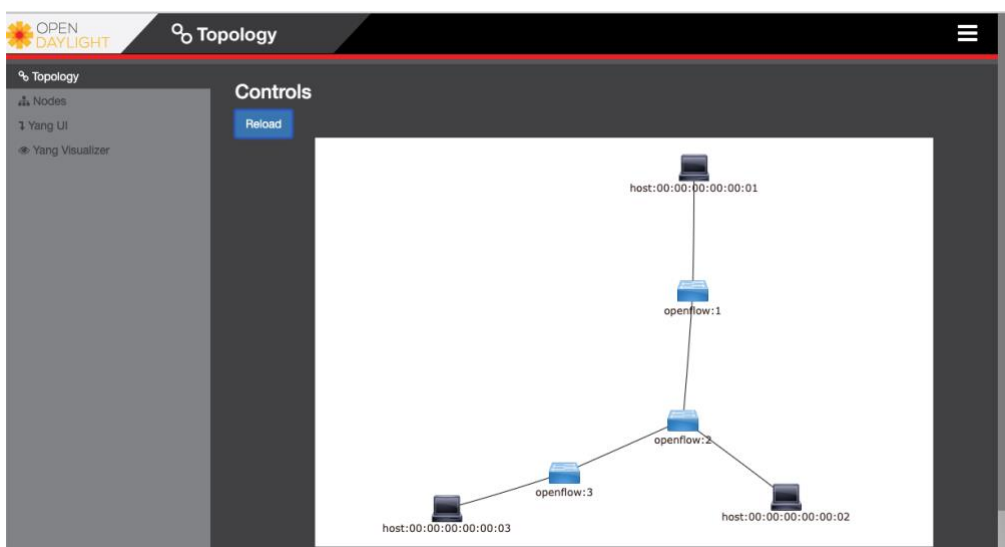 OPEN
DAYLIGHT
Topology
Topology
Nodes
Yang UI
Yang Visualizer
Controls
Reload
host:00:00:00:00:00:01
openflow:1
openflow:2
openflow:3
host:00:00:00:00:00:03
host:00:00:00:00:00:02